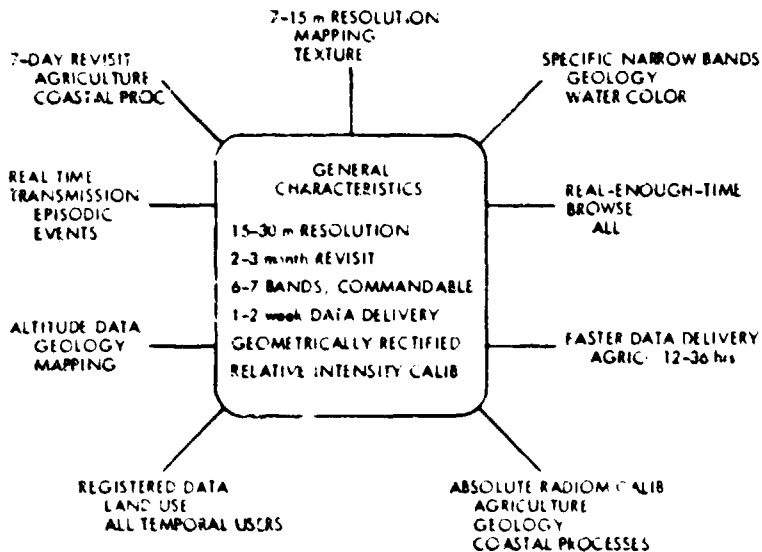 7-15 m RESOLUTION
MAPPING
TEXTURE
7-DAY REVISIT
AGRICULTURE
COASTAL PROC
SPECIFIC NARROW BANDS
GEOLOGY
WATER COLOR
REAL TIME
TRANSMISSION
EPISODIC
EVENTS
GENERAL
CHARACTERISTICS
15-30 m RESOLUTION
2-3 month REVISIT
6-7 BANDS, COMMANDABLE
1-2 week DATA DELIVERY
GEOMETRICALLY RECTIFIED
RELATIVE INTENSITY CALIB
REAL-ENOUGH-TIME
BROWSE
ALL
ALTITUDE DATA
GEOLOGY
MAPPING
FASTER DATA DELIVERY
AGRIC· 12-36 hrs
REGISTERED DATA
LAND USE
ALL TEMPORAL USERS
ABSOLUTE RADIOM CALIB
AGRICULTURE
GEOLOGY
COASTAL PROCESSES